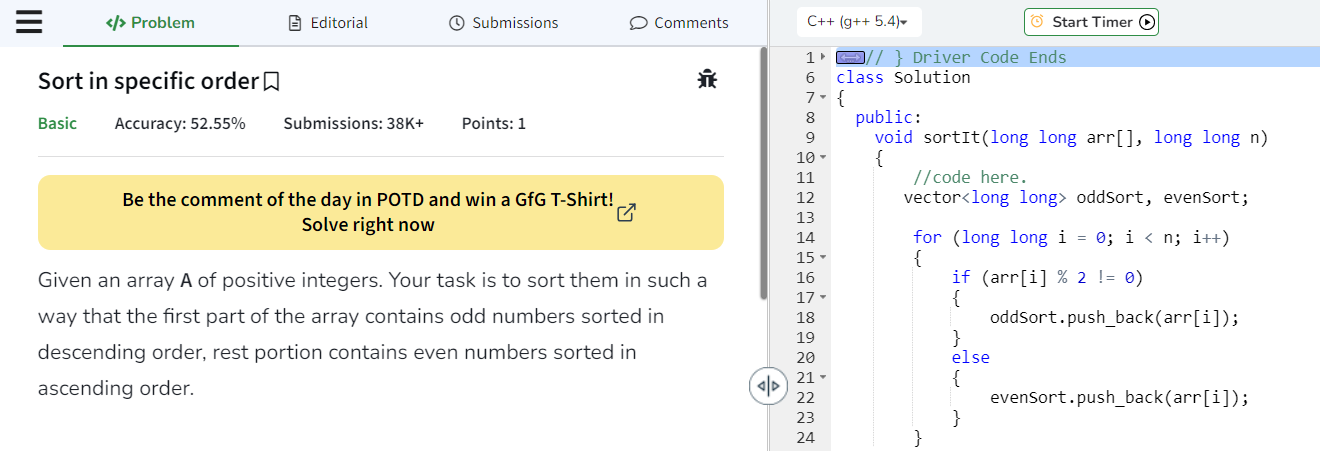 Problem
Editorial
Submissions
Comments
Sort in specific order
Basic
Accuracy: 52.55%
Submissions: 38K+
Points: 1
Be the comment of the day in POTD and win a GfG T-Shirt!
Solve right now
Given an array A of positive integers. Your task is to sort them in such a
way that the first part of the array contains odd numbers sorted in
descending order, rest portion contains even numbers sorted in
ascending order.
C++ (g++ 5.4)
Start Timer
1 // } Driver Code Ends
6 class Solution
7 {
8 public:
9 void sortIt(long long arr[], long long n)
10 {
11 //code here.
12 vector<long long> oddSort, evenSort;
13
14 for (long long i = 0; i < n; i++)
15 {
16 if (arr[i] % 2 != 0)
17 {
18 oddSort.push_back(arr[i]);
19 }
20 else
21 {
22 evenSort.push_back(arr[i]);
23 }
24 }